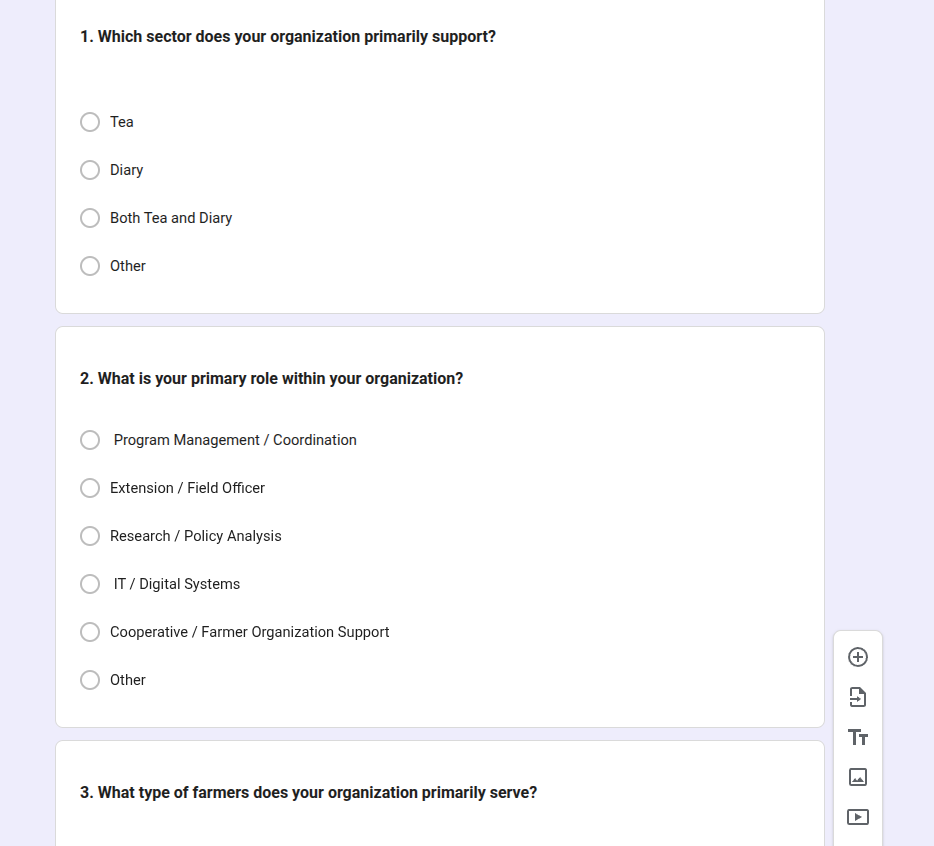 1. Which sector does your organization primarily support?
Tea
Diary
Both Tea and Diary
Other
2. What is your primary role within your organization?
Program Management / Coordination
Extension / Field Officer
Research / Policy Analysis
IT / Digital Systems
Cooperative / Farmer Organization Support
Other
3. What type of farmers does your organization primarily serve?
Tт